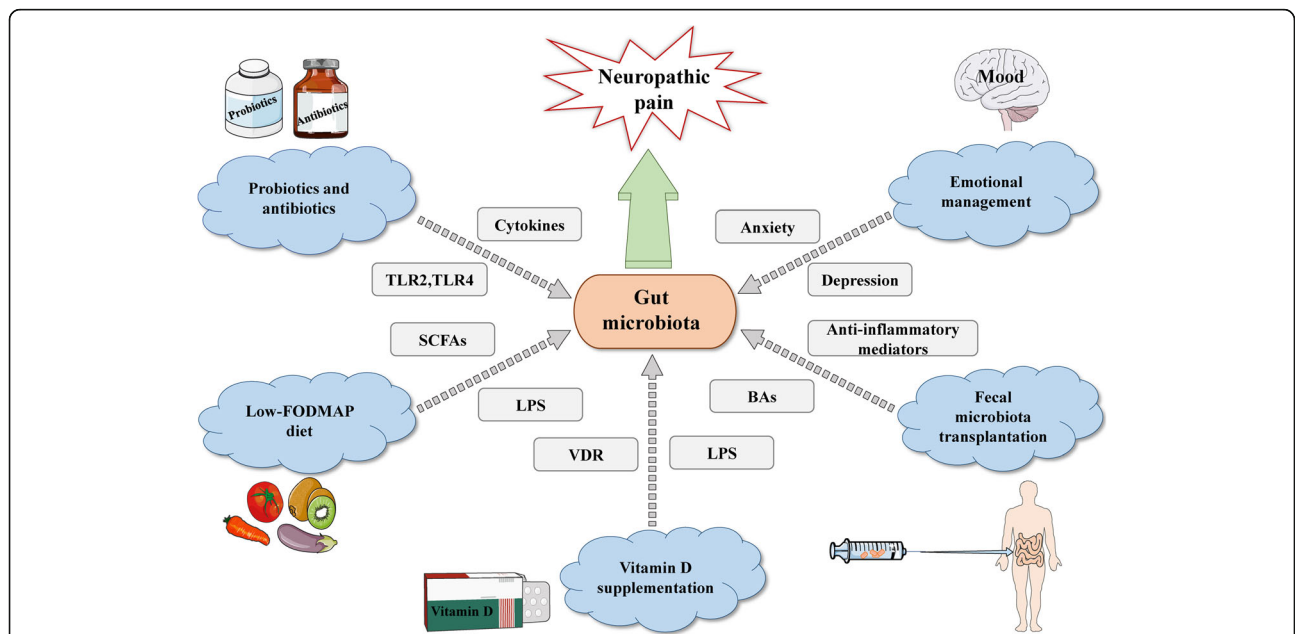 Neuropathic
pain
Mood
Probiotics
Antibiotics
Probiotics and
antibiotics
Emotional
management
Cytokines
Anxiety
TLR2,TLR4
Depression
Gut
microbiota
SCFAs
Anti-inflammatory
mediators
Low-FODMAP
diet
LPS
BAs
Fecal
microbiota
transplantation
VDR
LPS
Vitamin D
supplementation
Vitamin D